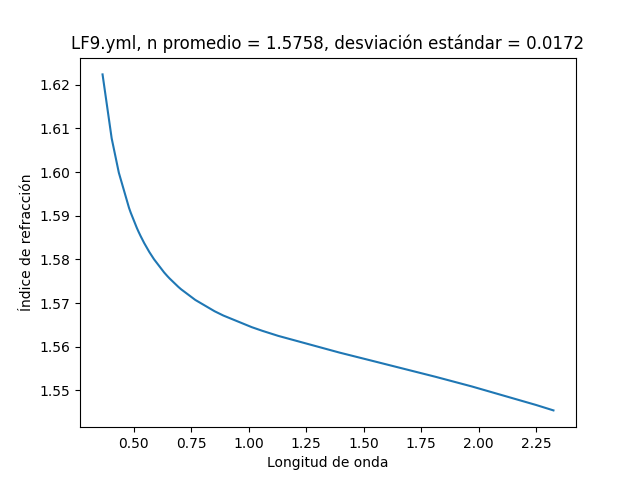 LF9.yml, n promedio = 1.5758, desviación estándar = 0.0172
1.62
1.61
1.60
1.59
1.58
1.57
1.56
1.55
Índice de refracción
0.50 0.75 1.00 1.25 1.50 1.75 2.00 2.25
Longitud de onda